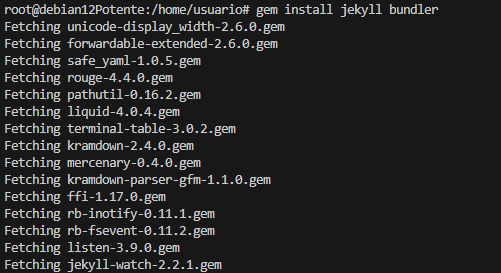 root@debian12Potente:/home/usuario# gem install jekyll bundler
Fetching unicode-display_width-2.6.0.gem
Fetching forwardable-extended-2.6.0.gem
Fetching safe_yaml-1.0.5.gem
Fetching rouge-4.4.0.gem
Fetching pathutil-0.16.2.gem
Fetching liquid-4.0.4.gem
Fetching terminal-table-3.0.2.gem
Fetching kramdown-2.4.0.gem
Fetching mercenary-0.4.0.gem
Fetching kramdown-parser-gfm-1.1.0.gem
Fetching ffi-1.17.0.gem
Fetching rb-inotify-0.11.1.gem
Fetching rb-fsevent-0.11.2.gem
Fetching listen-3.9.0.gem
Fetching jekyll-watch-2.2.1.gem